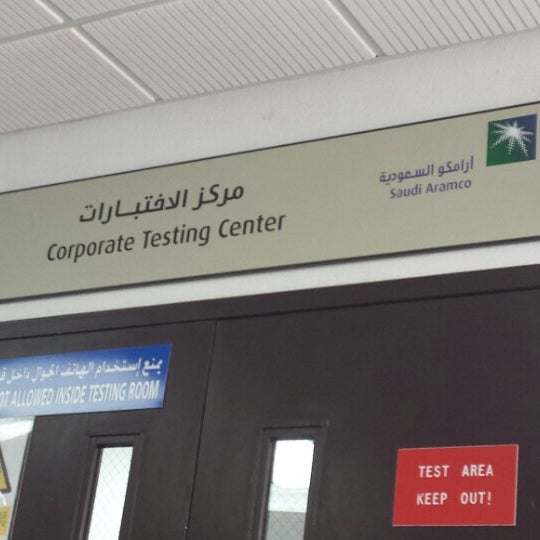 مركز الاختبارات
Corporate Testing Center
أرامكو السعودية
Saudi Aramco
يمنع إستخدام الهاتف الجوال داخل
ALLOWED INSIDE TESTING ROOM
TEST AREA
KEEP OUT!